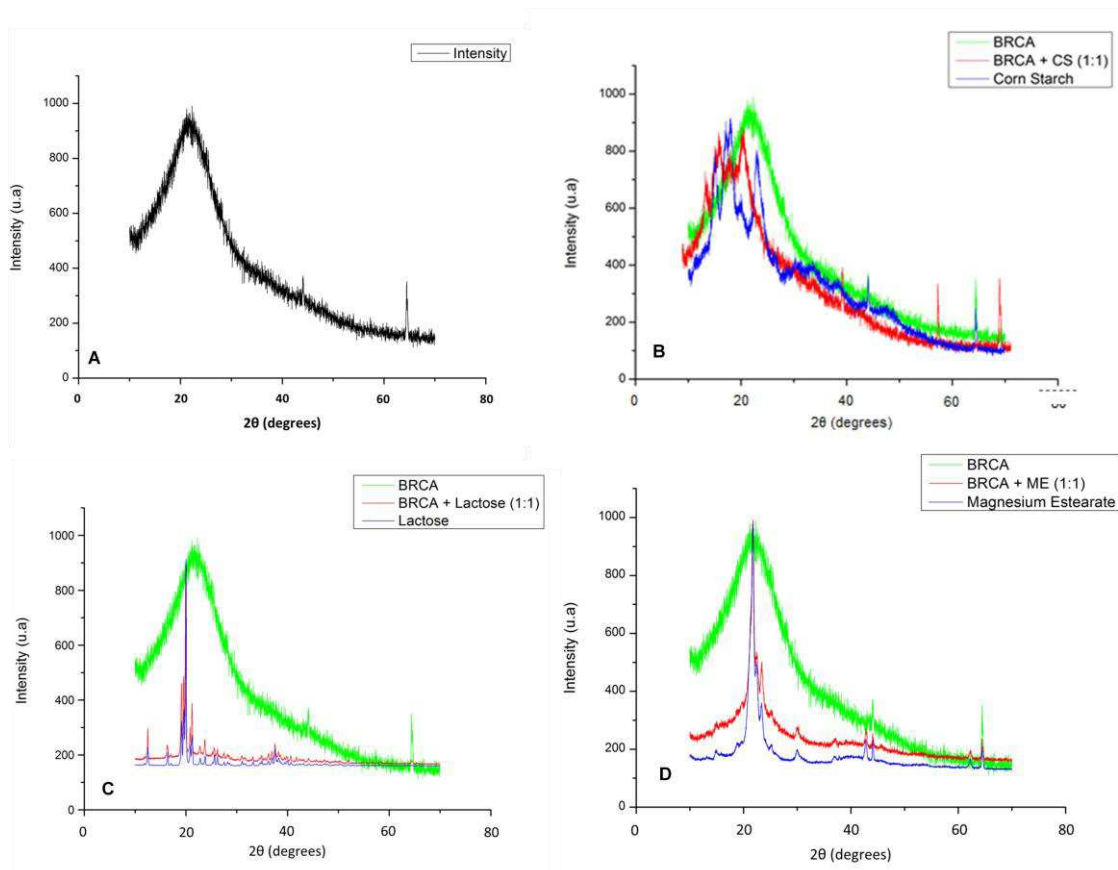 Intensity
1000
800
600
400
200
0
Intensity (u.a)
A
0 20 40 60 80
2θ (degrees)
BRCA
BRCA + CS (1:1)
Corn Starch
1000
800
600
400
200
0
Intensity (u.a)
B
0 20 40 60
2θ (degrees)
BRCA
BRCA + Lactose (1:1)
Lactose
1000
800
600
400
200
0
Intensity (u.a)
C
0 20 40 60 80
2θ (degrees)
BRCA
BRCA + ME (1:1)
Magnesium Estearate
1000
800
600
400
200
0
Intensity (u.a)
D
0 20 40 60 80
2θ (degrees)